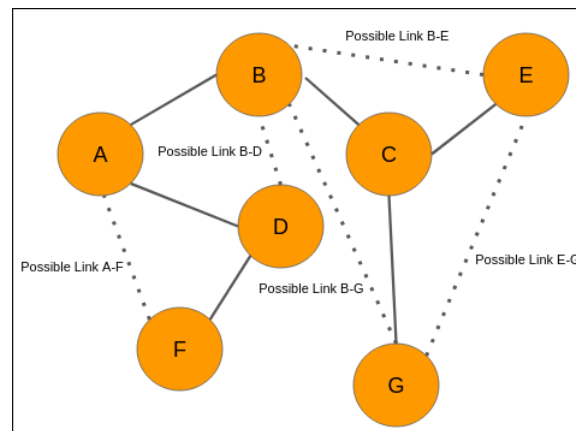 Possible Link B-E
B
E
A
Possible Link B-D
C
D
Possible Link A-F
Possible Link B-G
Possible Link E-G
F
G